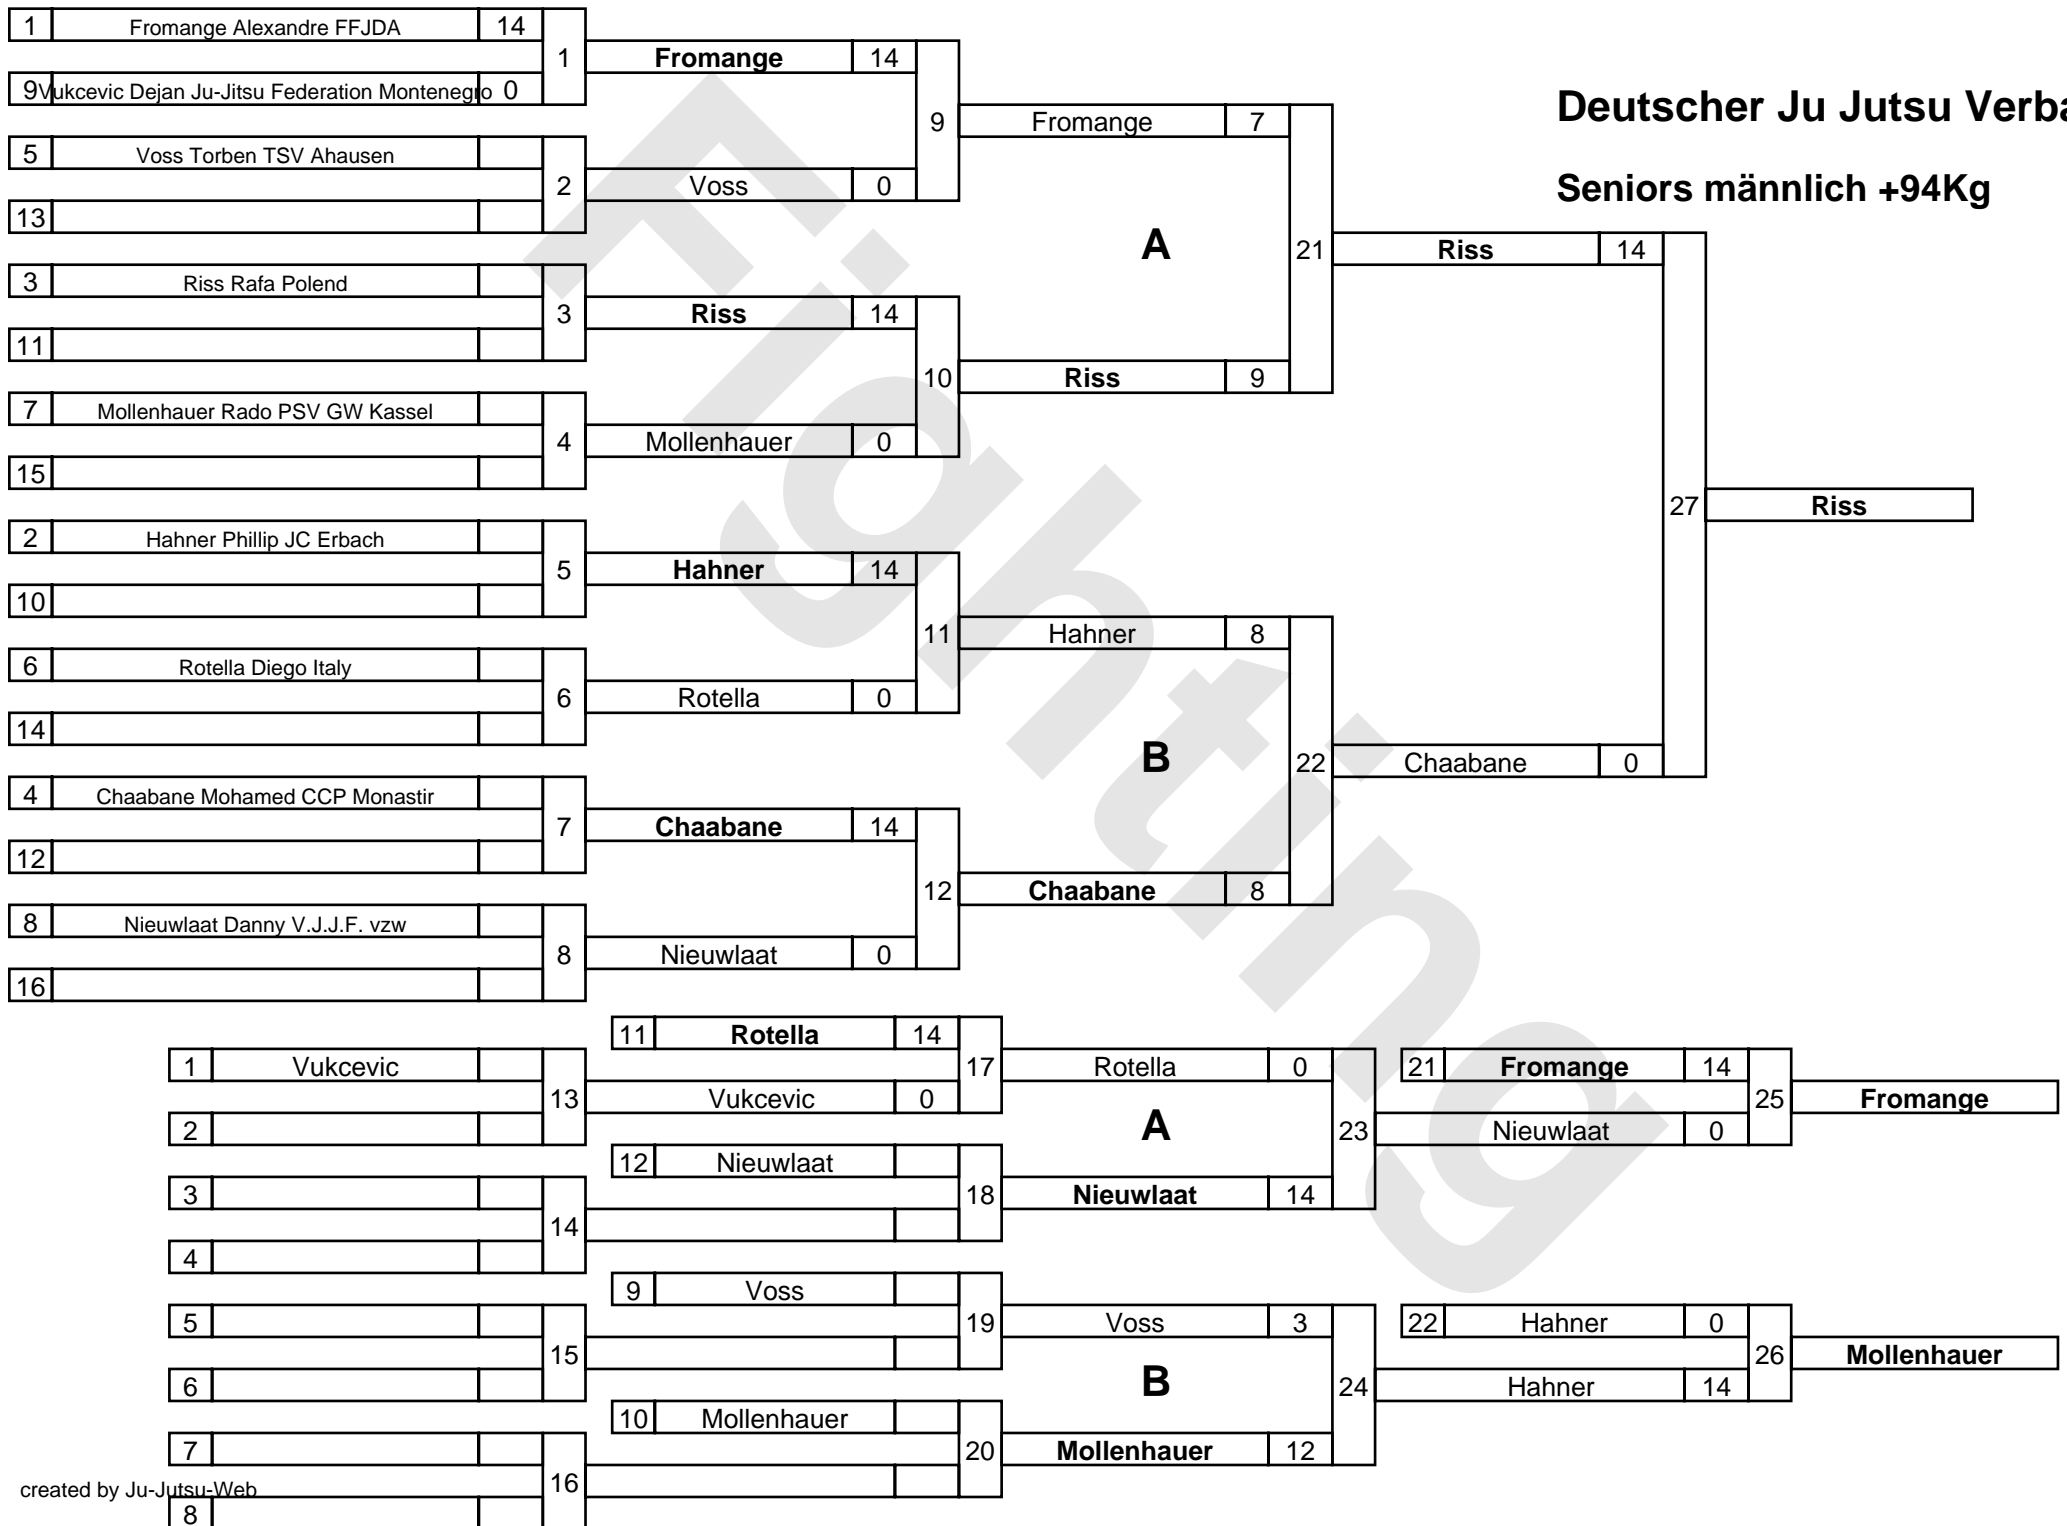 1 Fromange Alexandre FFJDA 14
1 Fromange 14
9 Vukcevic Dejan Ju-Jitsu Federation Montenegro 0
Deutscher Ju Jutsu Verba
9 Fromange 7
5 Voss Torben TSV Ahausen
2 Voss 0
Seniors männlich +94Kg
13
A 21 Riss 14
3 Riss Rafa Polend
3 Riss 14
11
10 Riss 9
7 Mollenhauer Rado PSV GW Kassel
4 Mollenhauer 0
15
27 Riss
2 Hahner Phillip JC Erbach
5 Hahner 14
10
11 Hahner 8
6 Rotella Diego Italy
6 Rotella 0
14
B 22 Chaabane 0
4 Chaabane Mohamed CCP Monastir
7 Chaabane 14
12
12 Chaabane 8
8 Nieuwlaat Danny V.J.J.F. vzw
8 Nieuwlaat 0
16
11 Rotella 14
1 Vukcevic 17 Rotella 0 21 Fromange 14
13 Vukcevic 0 25 Fromange
2 A 23 Nieuwlaat 0
12 Nieuwlaat
3 18 Nieuwlaat 14
14
4
9 Voss
5 19 Voss 3 22 Hahner 0
15 26 Mollenhauer
6 B 24 Hahner 14
10 Mollenhauer
7 20 Mollenhauer 12
16
created by Ju-Jutsu-Web
8
Fighting